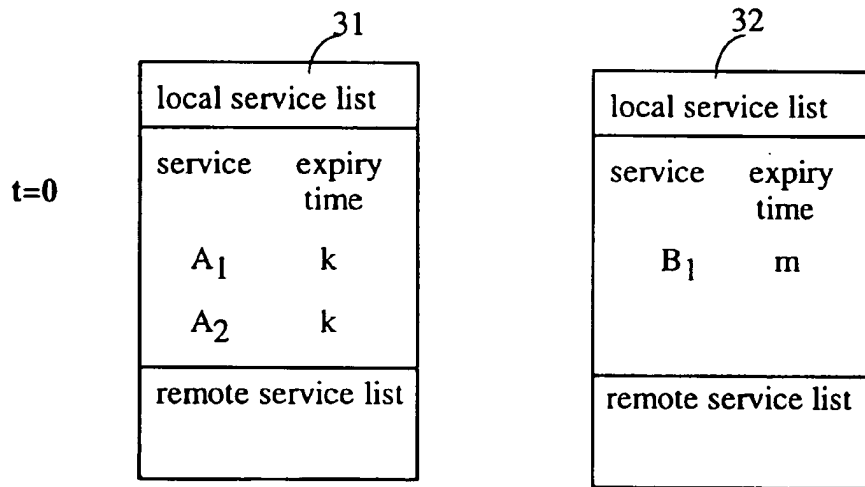 31
local service list
service expiry
time
A1 k
A2 k
remote service list
t=0
32
local service list
service expiry
time
B1 m
remote service list